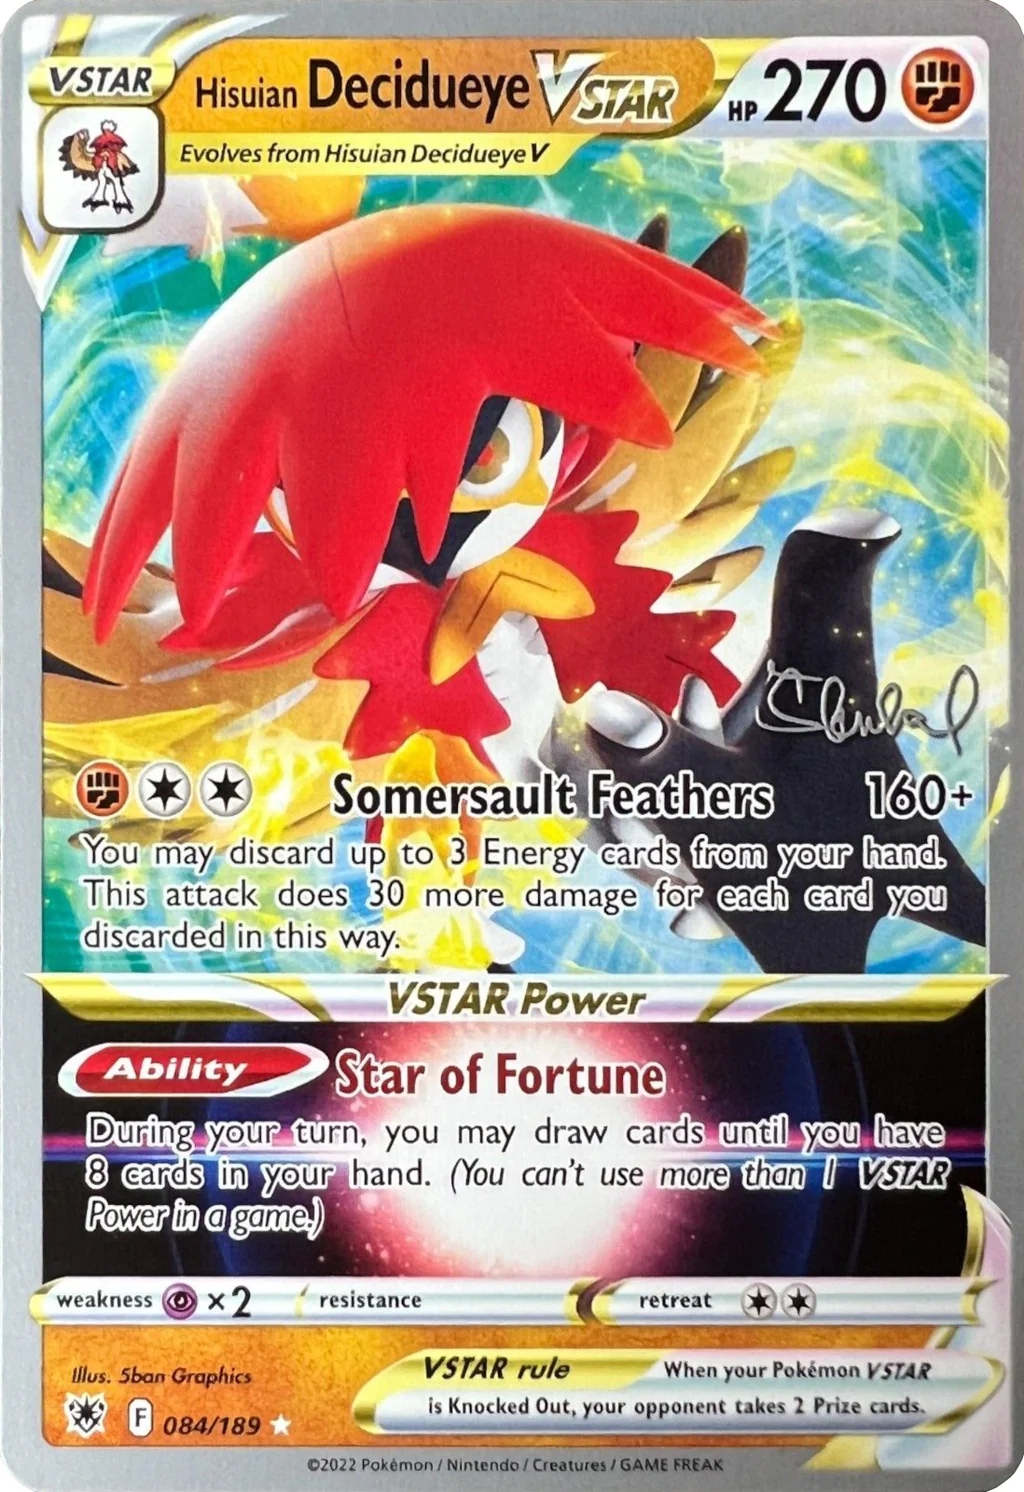 VSTAR
Hisuian Decidueye VSTAR
HP 270
Evolves from Hisuian Decidueye V
Somersault Feathers 160+
You may discard up to 3 Energy cards from your hand.
This attack does 30 more damage for each card you
discarded in this way.
VSTAR Power
Ability Star of Fortune
During your turn, you may draw cards until you have
8 cards in your hand. (You can't use more than 1 VSTAR
Power in a game.)
weakness ×2 resistance retreat
Illus. 5ban Graphics
VSTAR rule When your Pokémon VSTAR
is Knocked Out, your opponent takes 2 Prize cards.
F 084/189
©2022 Pokémon / Nintendo / Creatures / GAME FREAK